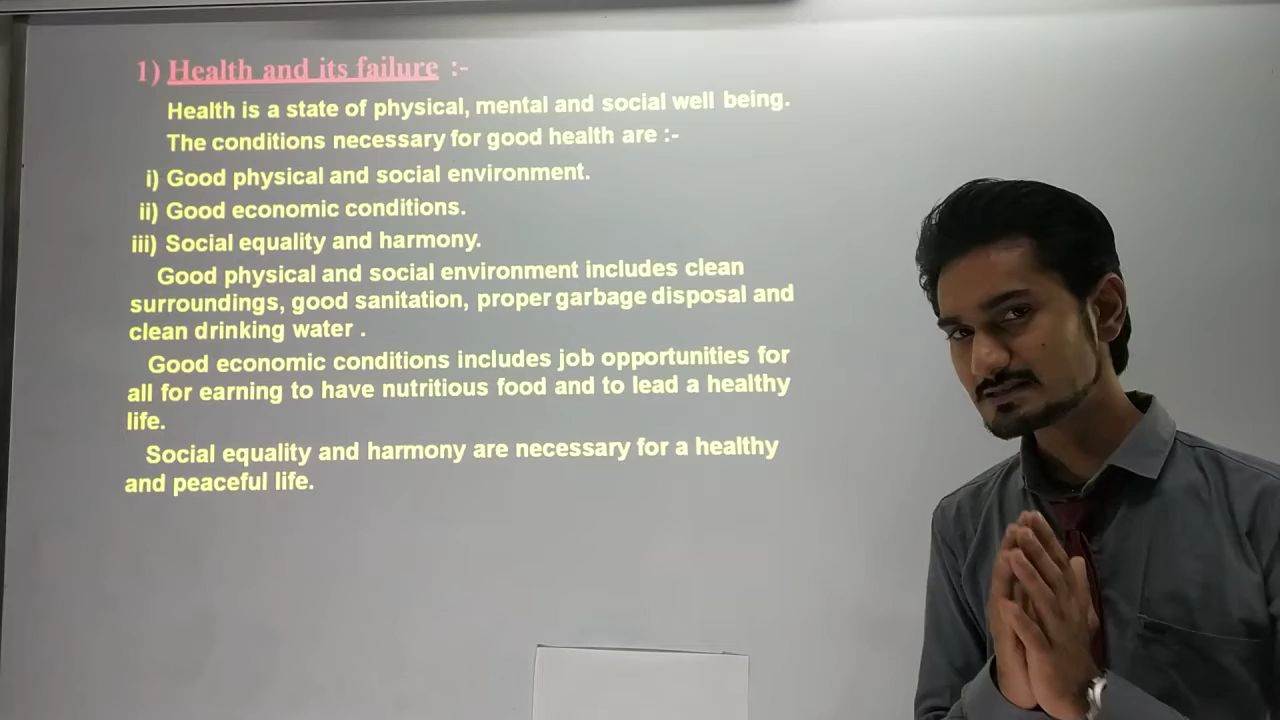 1) Health and its failure :-
Health is a state of physical, mental and social well being.
The conditions necessary for good health are :-
i) Good physical and social environment.
ii) Good economic conditions.
iii) Social equality and harmony.
Good physical and social environment includes clean
surroundings, good sanitation, proper garbage disposal and
clean drinking water .
Good economic conditions includes job opportunities for
all for earning to have nutritious food and to lead a healthy
life.
Social equality and harmony are necessary for a healthy
and peaceful life.